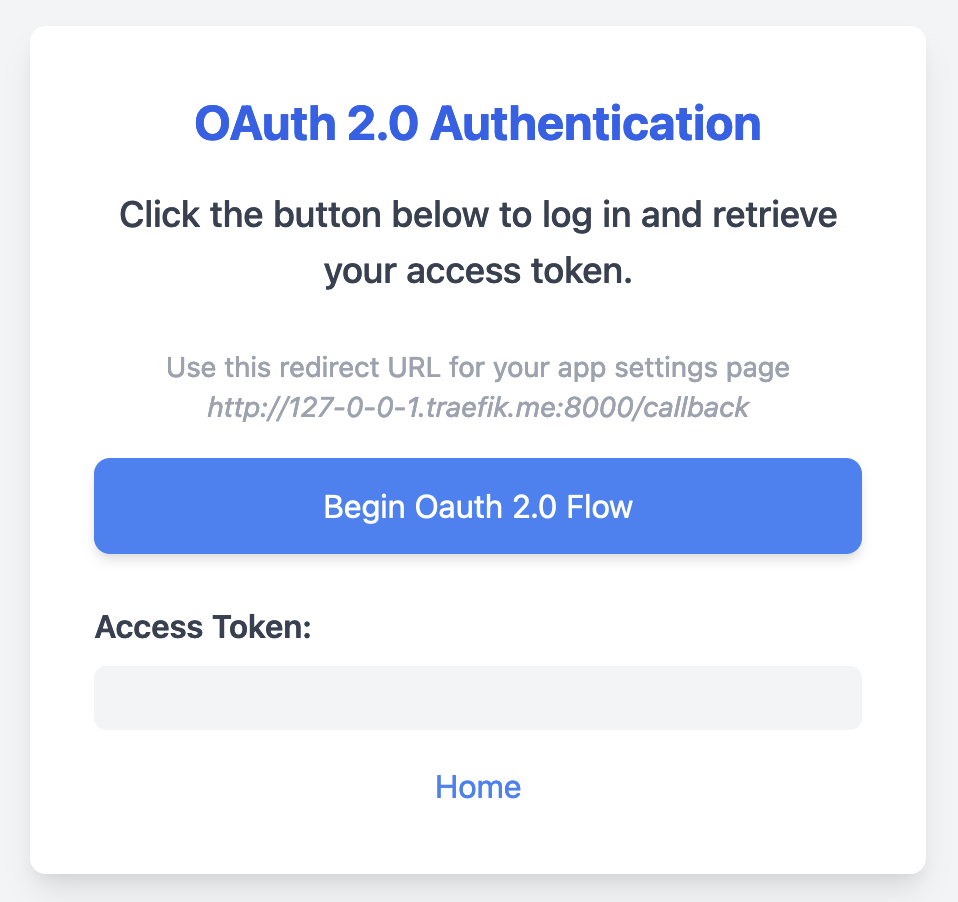 OAuth 2.0 Authentication
Click the button below to log in and retrieve
your access token.
Use this redirect URL for your app settings page
http://127-0-0-1.traefik.me:8000/callback
Begin Oauth 2.0 Flow
Access Token:
Home